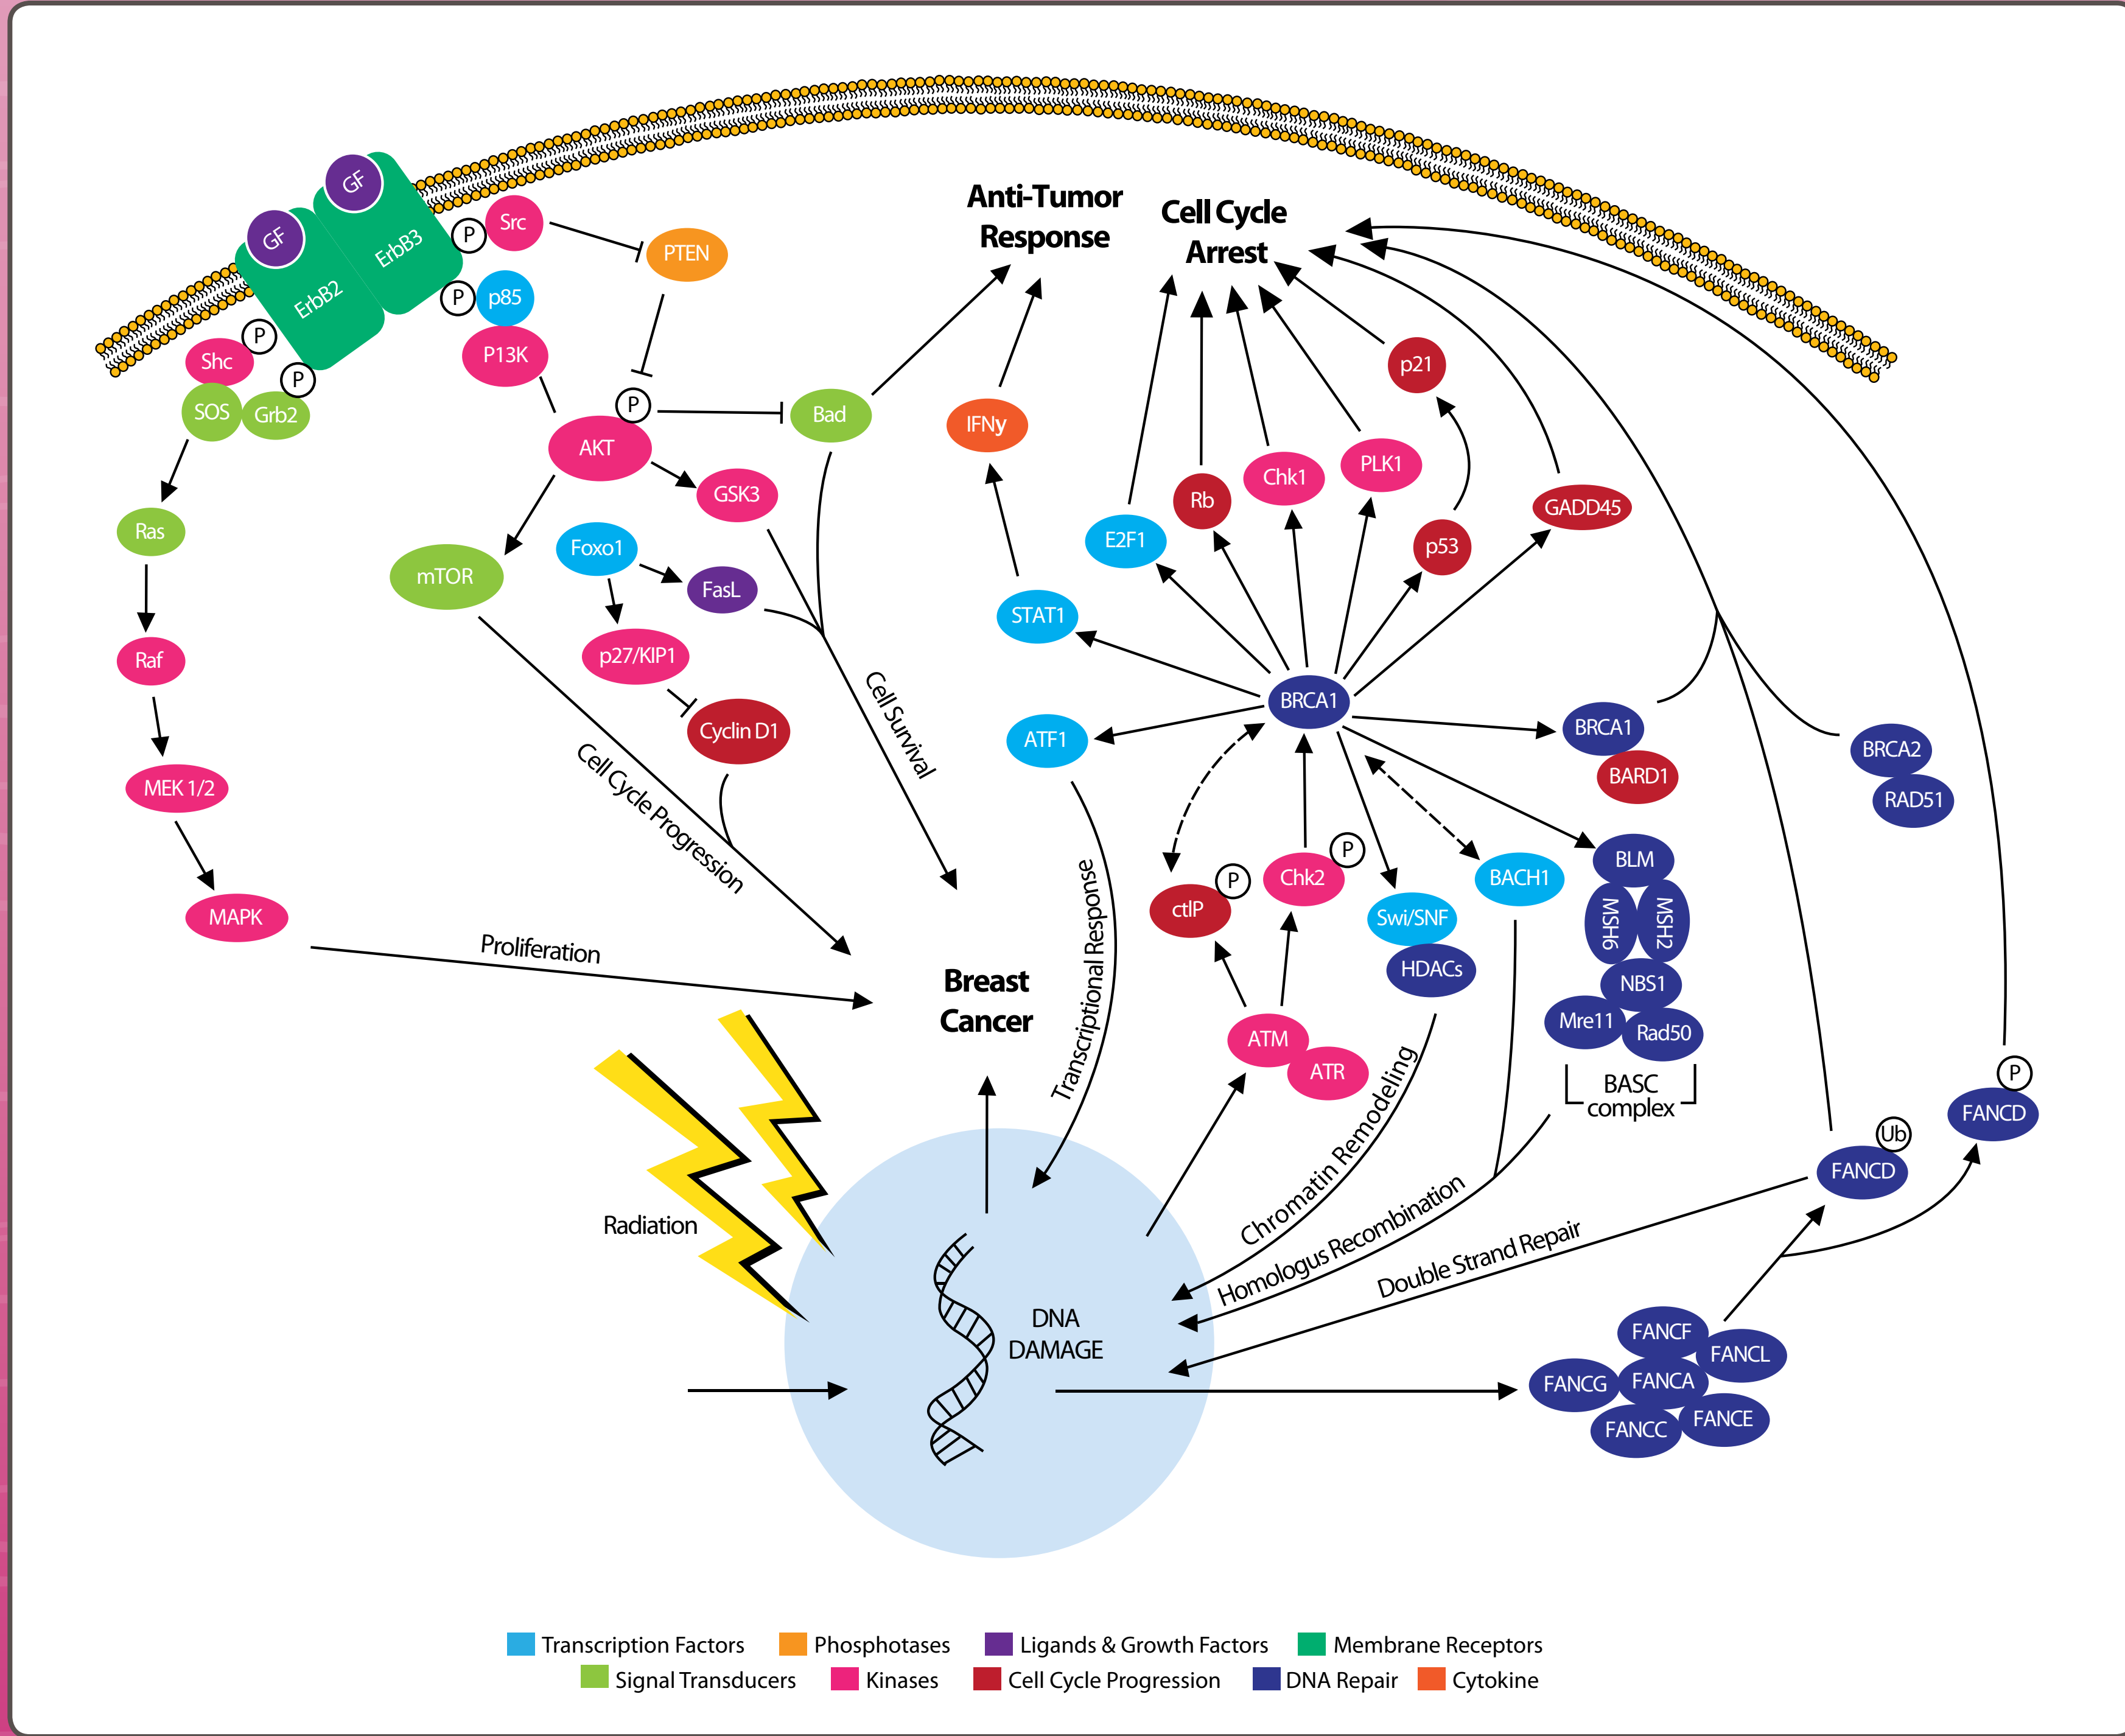 Anti-Tumor
Response
Cell Cycle
Arrest
GF
GF
ErbB3
ErbB2
P
Src
PTEN
P
p85
P13K
P
Shc
P
SOS
Grb2
P
AKT
Bad
IFNy
p21
GSK3
Rb
Chk1
PLK1
GADD45
Ras
Foxo1
E2F1
p53
mTOR
FasL
STAT1
Raf
p27/KIP1
Cyclin D1
Cell Survival
BRCA1
ATF1
BRCA1
BARD1
BRCA2
RAD51
MEK 1/2
Cell Cycle Progression
MAPK
Proliferation
Breast
Cancer
Transcriptional Response
ctIP
P
Chk2
P
Swi/SNF
HDACs
BACH1
BLM
MSH6
MSH2
NBS1
Mre11
Rad50
BASC
complex
ATM
ATR
P
FANCD
Ub
FANCD
Radiation
Chromatin Remodeling
Homologus Recombination
Double Strand Repair
DNA
DAMAGE
FANCF
FANCL
FANCG
FANCA
FANCC
FANCE
Transcription Factors
Phosphotases
Ligands & Growth Factors
Membrane Receptors
Signal Transducers
Kinases
Cell Cycle Progression
DNA Repair
Cytokine